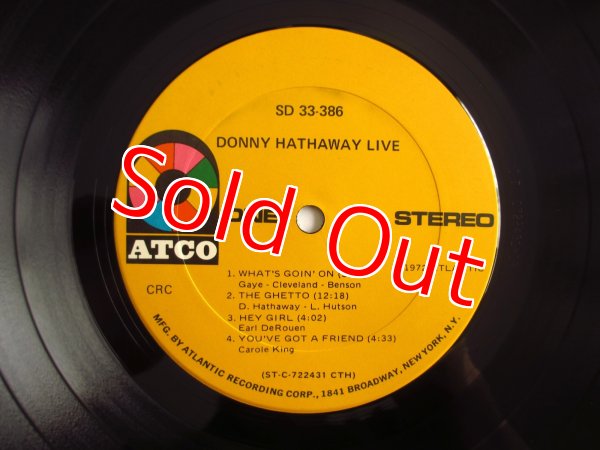 SD 33-386
DONNY HATHAWAY LIVE
Sold Out
STEREO
ATCO
1. WHAT'S GOIN' ON
Gaye - Cleveland - Benson
2. THE GHETTO (12:18)
D. Hathaway - L. Hutson
3. HEY GIRL (4:02)
Earl DeRouen
4. YOU'VE GOT A FRIEND (4:33)
Carole King
CRC
(ST-C-722431 CTH)
MFG. BY ATLANTIC RECORDING CORP., 1841 BROADWAY, NEW YORK, N.Y.